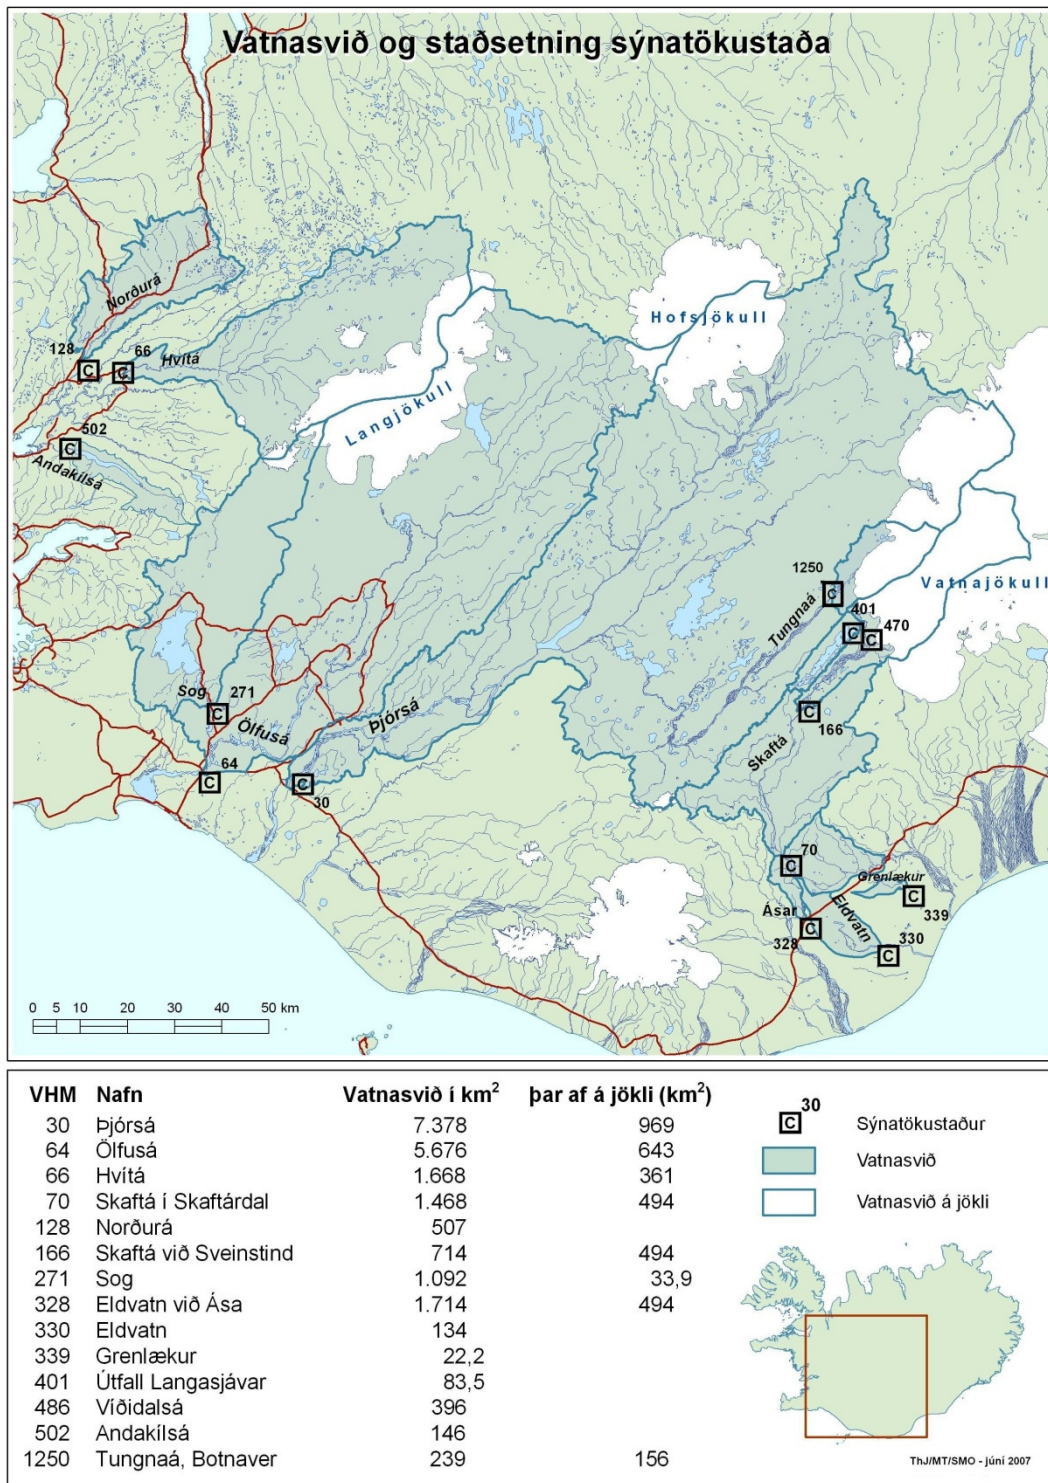 Vatnasvið og staðsetning sýnatökustaða
Norðurá
128
66
Hvítá
502
Andakílsá
Langjökull
Hofsjökull
Vatnajökull
1250
401
470
Tungnaá
166
Skaftá
Sog
271
Ölfusá
64
Þjórsá
30
70
Grenlækur
339
Ásar
328
Eldvatn
330
0 5 10 20 30 40 50 km
VHM Nafn Vatnasvið í km² þar af á jökli (km²)
30 Þjórsá 7.378 969
64 Ölfusá 5.676 643
66 Hvítá 1.668 361
70 Skaftá í Skaftárdal 1.468 494
128 Norðurá 507
166 Skaftá við Sveinstind 714 494
271 Sog 1.092 33,9
328 Eldvatn við Ása 1.714 494
330 Eldvatn 134
339 Grenlækur 22,2
401 Útfall Langasjávar 83,5
486 Víðidalsá 396
502 Andakílsá 146
1250 Tungnaá, Botnaver 239 156
C 30 Sýnatökustaður
Vatnasvið
Vatnasvið á jökli
ThJ/MT/SMO - júní 2007